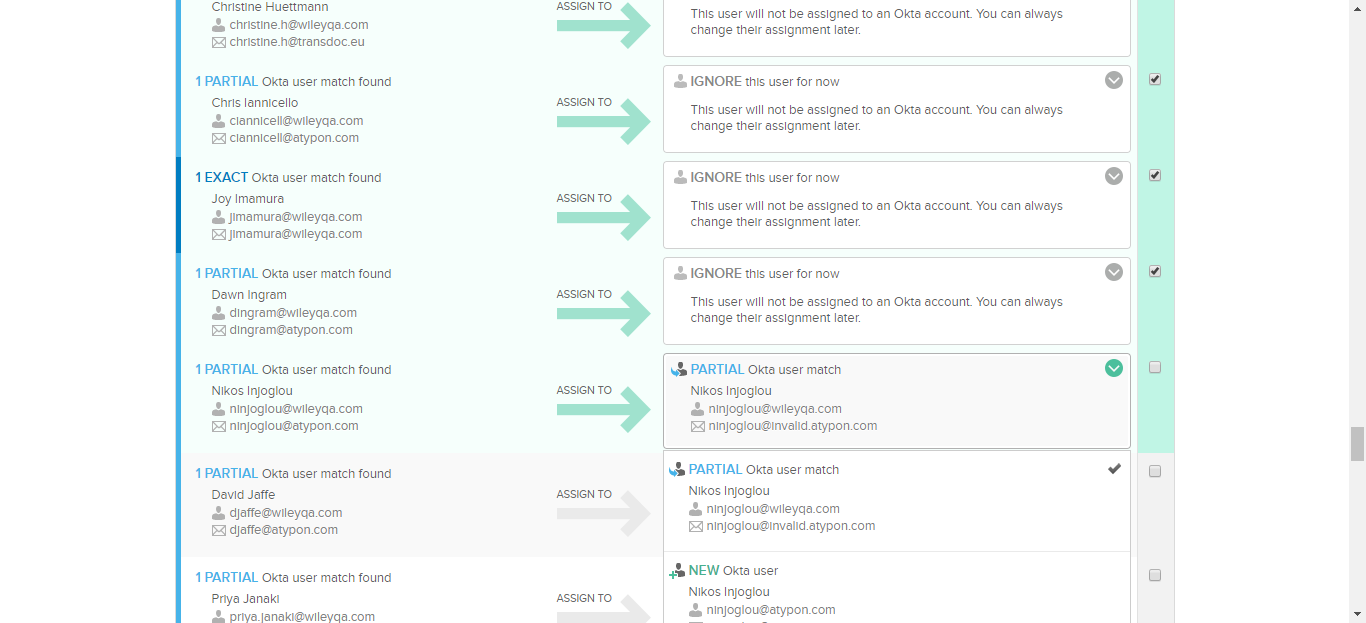 Christine Huettmann
christine.h@wileyqa.com
christine.h@transdoc.eu
ASSIGN TO
This user will not be assigned to an Okta account. You can always
change their assignment later.
1 PARTIAL Okta user match found
Chris Iannicello
ciannicell@wileyqa.com
ciannicell@atypon.com
ASSIGN TO
IGNORE this user for now
This user will not be assigned to an Okta account. You can always
change their assignment later.
1 EXACT Okta user match found
Joy Imamura
jimamura@wileyqa.com
jimamura@wileyqa.com
ASSIGN TO
IGNORE this user for now
This user will not be assigned to an Okta account. You can always
change their assignment later.
1 PARTIAL Okta user match found
Dawn Ingram
dingram@wileyqa.com
dingram@atypon.com
ASSIGN TO
IGNORE this user for now
This user will not be assigned to an Okta account. You can always
change their assignment later.
1 PARTIAL Okta user match found
Nikos Injoglou
ninjoglou@wileyqa.com
ninjoglou@atypon.com
ASSIGN TO
PARTIAL Okta user match
Nikos Injoglou
ninjoglou@wileyqa.com
ninjoglou@invalid.atypon.com
1 PARTIAL Okta user match found
David Jaffe
djaffe@wileyqa.com
djaffe@atypon.com
ASSIGN TO
PARTIAL Okta user match
Nikos Injoglou
ninjoglou@wileyqa.com
ninjoglou@invalid.atypon.com
1 PARTIAL Okta user match found
Priya Janaki
priya.janaki@wileyqa.com
ASSIGN TO
NEW Okta user
Nikos Injoglou
ninjoglou@atypon.com